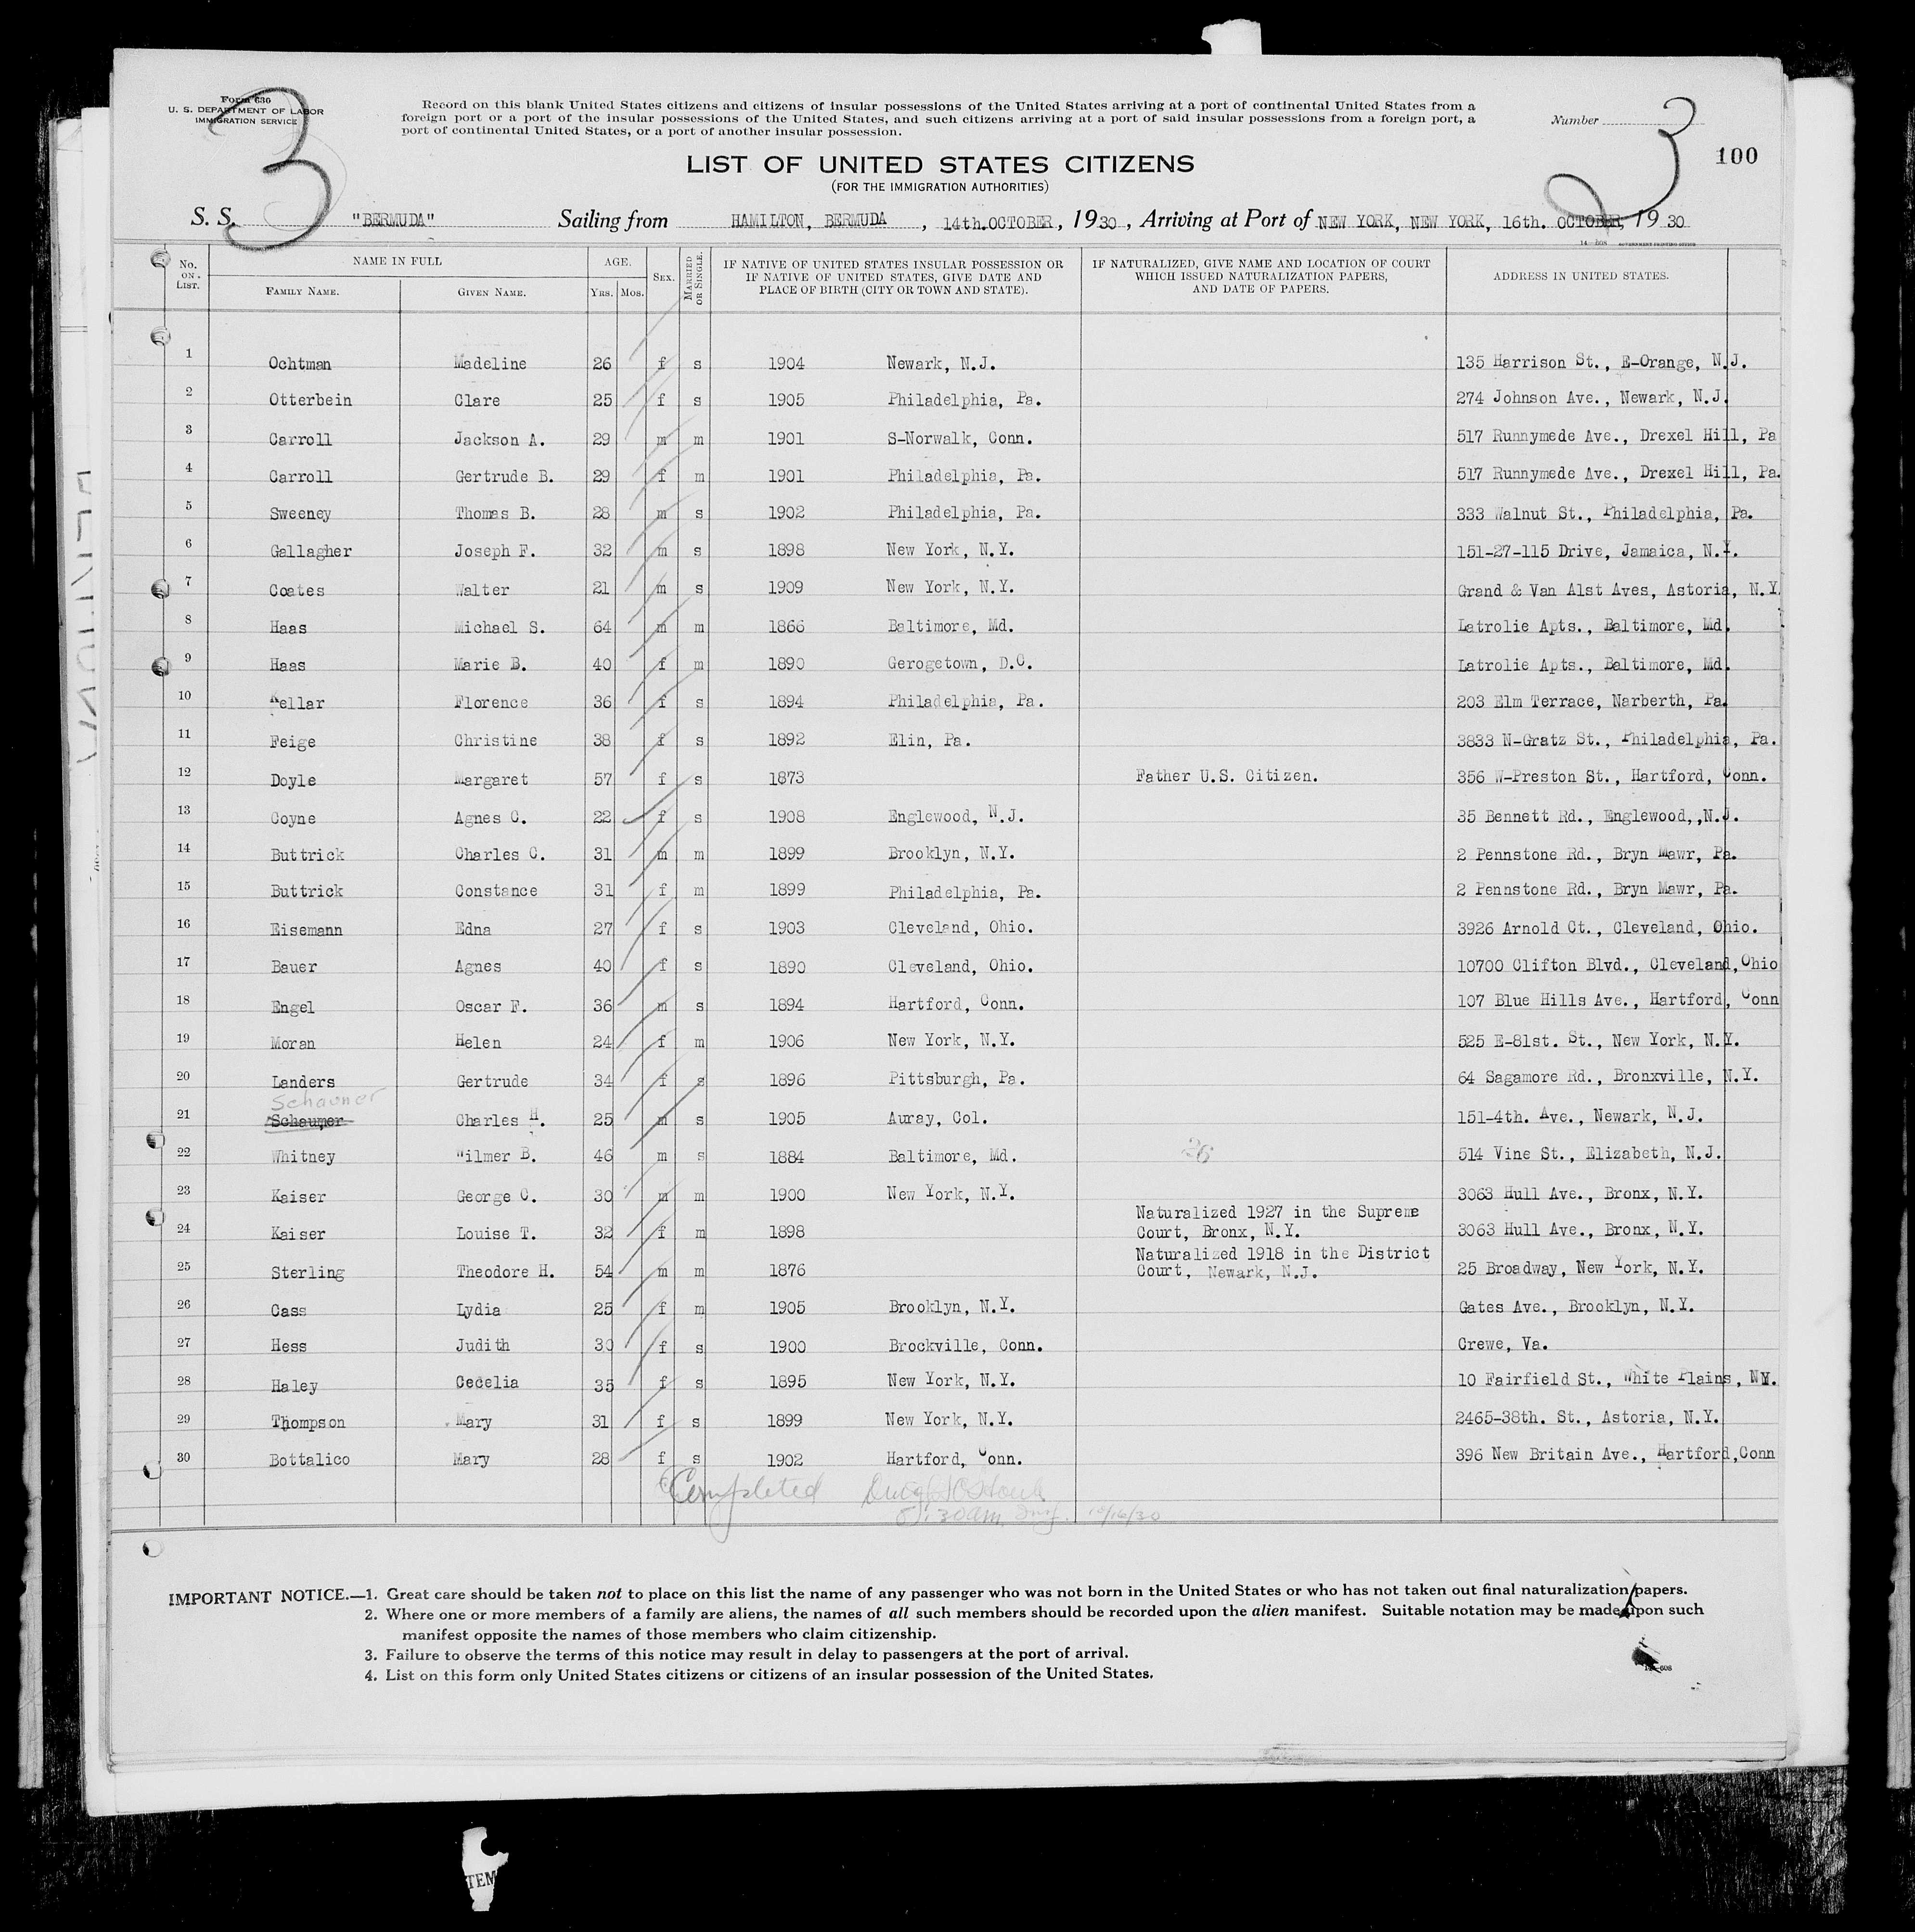 Form 630
U. S. DEPARTMENT OF LABOR
IMMIGRATION SERVICE
3
Record on this blank United States citizens and citizens of insular possessions of the United States arriving at a port of continental United States from a
foreign port or a port of the insular possessions of the United States, and such citizens arriving at a port of said insular possessions from a foreign port, a
port of continental United States, or a port of another insular possession.
Number 3
100
LIST OF UNITED STATES CITIZENS
(FOR THE IMMIGRATION AUTHORITIES)
S. S. "BERMUDA" Sailing from HAMILTON, BERMUDA, 14th. OCTOBER, 1930, Arriving at Port of NEW YORK, NEW YORK, 16th. OCTOBER, 1930
No. ON LIST. NAME IN FULL FAMILY NAME. GIVEN NAME. AGE. YRS. MOS. SEX. MARRIED OR SINGLE. IF NATIVE OF UNITED STATES INSULAR POSSESSION OR IF NATIVE OF UNITED STATES, GIVE DATE AND PLACE OF BIRTH (CITY OR TOWN AND STATE). IF NATURALIZED, GIVE NAME AND LOCATION OF COURT WHICH ISSUED NATURALIZATION PAPERS, AND DATE OF PAPERS. ADDRESS IN UNITED STATES.
1 Ochtman Madeline 26 f s 1904 Newark, N.J. 135 Harrison St., E-Orange, N.J.
2 Otterbein Clare 25 f s 1905 Philadelphia, Pa. 274 Johnson Ave., Newark, N.J.
3 Carroll Jackson A. 29 m m 1901 S-Norwalk, Conn. 517 Runnymede Ave., Drexel Hill, Pa
4 Carroll Gertrude B. 29 f m 1901 Philadelphia, Pa. 517 Runnymede Ave., Drexel Hill, Pa.
5 Sweeney Thomas B. 28 m s 1902 Philadelphia, Pa. 333 Walnut St., Philadelphia, Pa.
6 Gallagher Joseph F. 32 m s 1898 New York, N.Y. 151-27-115 Drive, Jamaica, N.Y.
7 Coates Walter 21 m s 1909 New York, N.Y. Grand & Van Alst Aves, Astoria, N.Y.
8 Haas Michael S. 64 m m 1866 Baltimore, Md. Latrolie Apts., Baltimore, Md.
9 Haas Marie B. 40 f m 1890 Gerogetown, D.C. Latrolie Apts., Baltimore, Md.
10 Kellar Florence 36 f s 1894 Philadelphia, Pa. 203 Elm Terrace, Narberth, Pa.
11 Feige Christine 38 f s 1892 Elin, Pa. 3833 N-Gratz St., Philadelphia, Pa.
12 Doyle Margaret 57 f s 1873 Father U.S. Citizen. 356 W-Preston St., Hartford, Conn.
13 Coyne Agnes C. 22 f s 1908 Englewood, N.J. 35 Bennett Rd., Englewood,,N.J.
14 Buttrick Charles C. 31 m m 1899 Brooklyn, N.Y. 2 Pennstone Rd., Bryn Mawr, Pa.
15 Buttrick Constance 31 f m 1899 Philadelphia, Pa. 2 Pennstone Rd., Bryn Mawr, Pa.
16 Eisemann Edna 27 f s 1903 Cleveland, Ohio. 3926 Arnold Ct., Cleveland, Ohio.
17 Bauer Agnes 40 f s 1890 Cleveland, Ohio. 10700 Clifton Blvd., Cleveland, Ohio
18 Engel Oscar F. 36 m s 1894 Hartford, Conn. 107 Blue Hills Ave., Hartford, Conn
19 Moran Helen 24 f m 1906 New York, N.Y. 525 E-81st. St., New York, N.Y.
20 Landers Gertrude 34 f s 1896 Pittsburgh, Pa. 64 Sagamore Rd., Bronxville, N.Y.
Schauner
21 Schaumer Charles H. 25 m s 1905 Auray, Col. 151-4th. Ave., Newark, N.J.
22 Whitney Wilmer B. 46 m s 1884 Baltimore, Md. 26 514 Vine St., Elizabeth, N.J.
23 Kaiser George C. 30 m m 1900 New York, N.Y. 3063 Hull Ave., Bronx, N.Y.
Naturalized 1927 in the Supreme
24 Kaiser Louise T. 32 f m 1898 Court, Bronx, N.Y. 3063 Hull Ave., Bronx, N.Y.
Naturalized 1918 in the District
25 Sterling Theodore H. 54 m m 1876 Court, Newark, N.J. 25 Broadway, New York, N.Y.
26 Cass Lydia 25 f m 1905 Brooklyn, N.Y. Gates Ave., Brooklyn, N.Y.
27 Hess Judith 30 f s 1900 Brockville, Conn. Crewe, Va.
28 Haley Cecelia 35 f s 1895 New York, N.Y. 10 Fairfield St., White Plains, NY.
29 Thompson Mary 31 f s 1899 New York, N.Y. 2465-38th. St., Astoria, N.Y.
30 Bottalico Mary 28 f s 1902 Hartford, Conn. 396 New Britain Ave., Hartford,Conn
Completed
8:30am 10/16/30
IMPORTANT NOTICE.—1. Great care should be taken not to place on this list the name of any passenger who was not born in the United States or who has not taken out final naturalization papers.
2. Where one or more members of a family are aliens, the names of all such members should be recorded upon the alien manifest. Suitable notation may be made upon such
manifest opposite the names of those members who claim citizenship.
3. Failure to observe the terms of this notice may result in delay to passengers at the port of arrival.
4. List on this form only United States citizens or citizens of an insular possession of the United States.
TEM